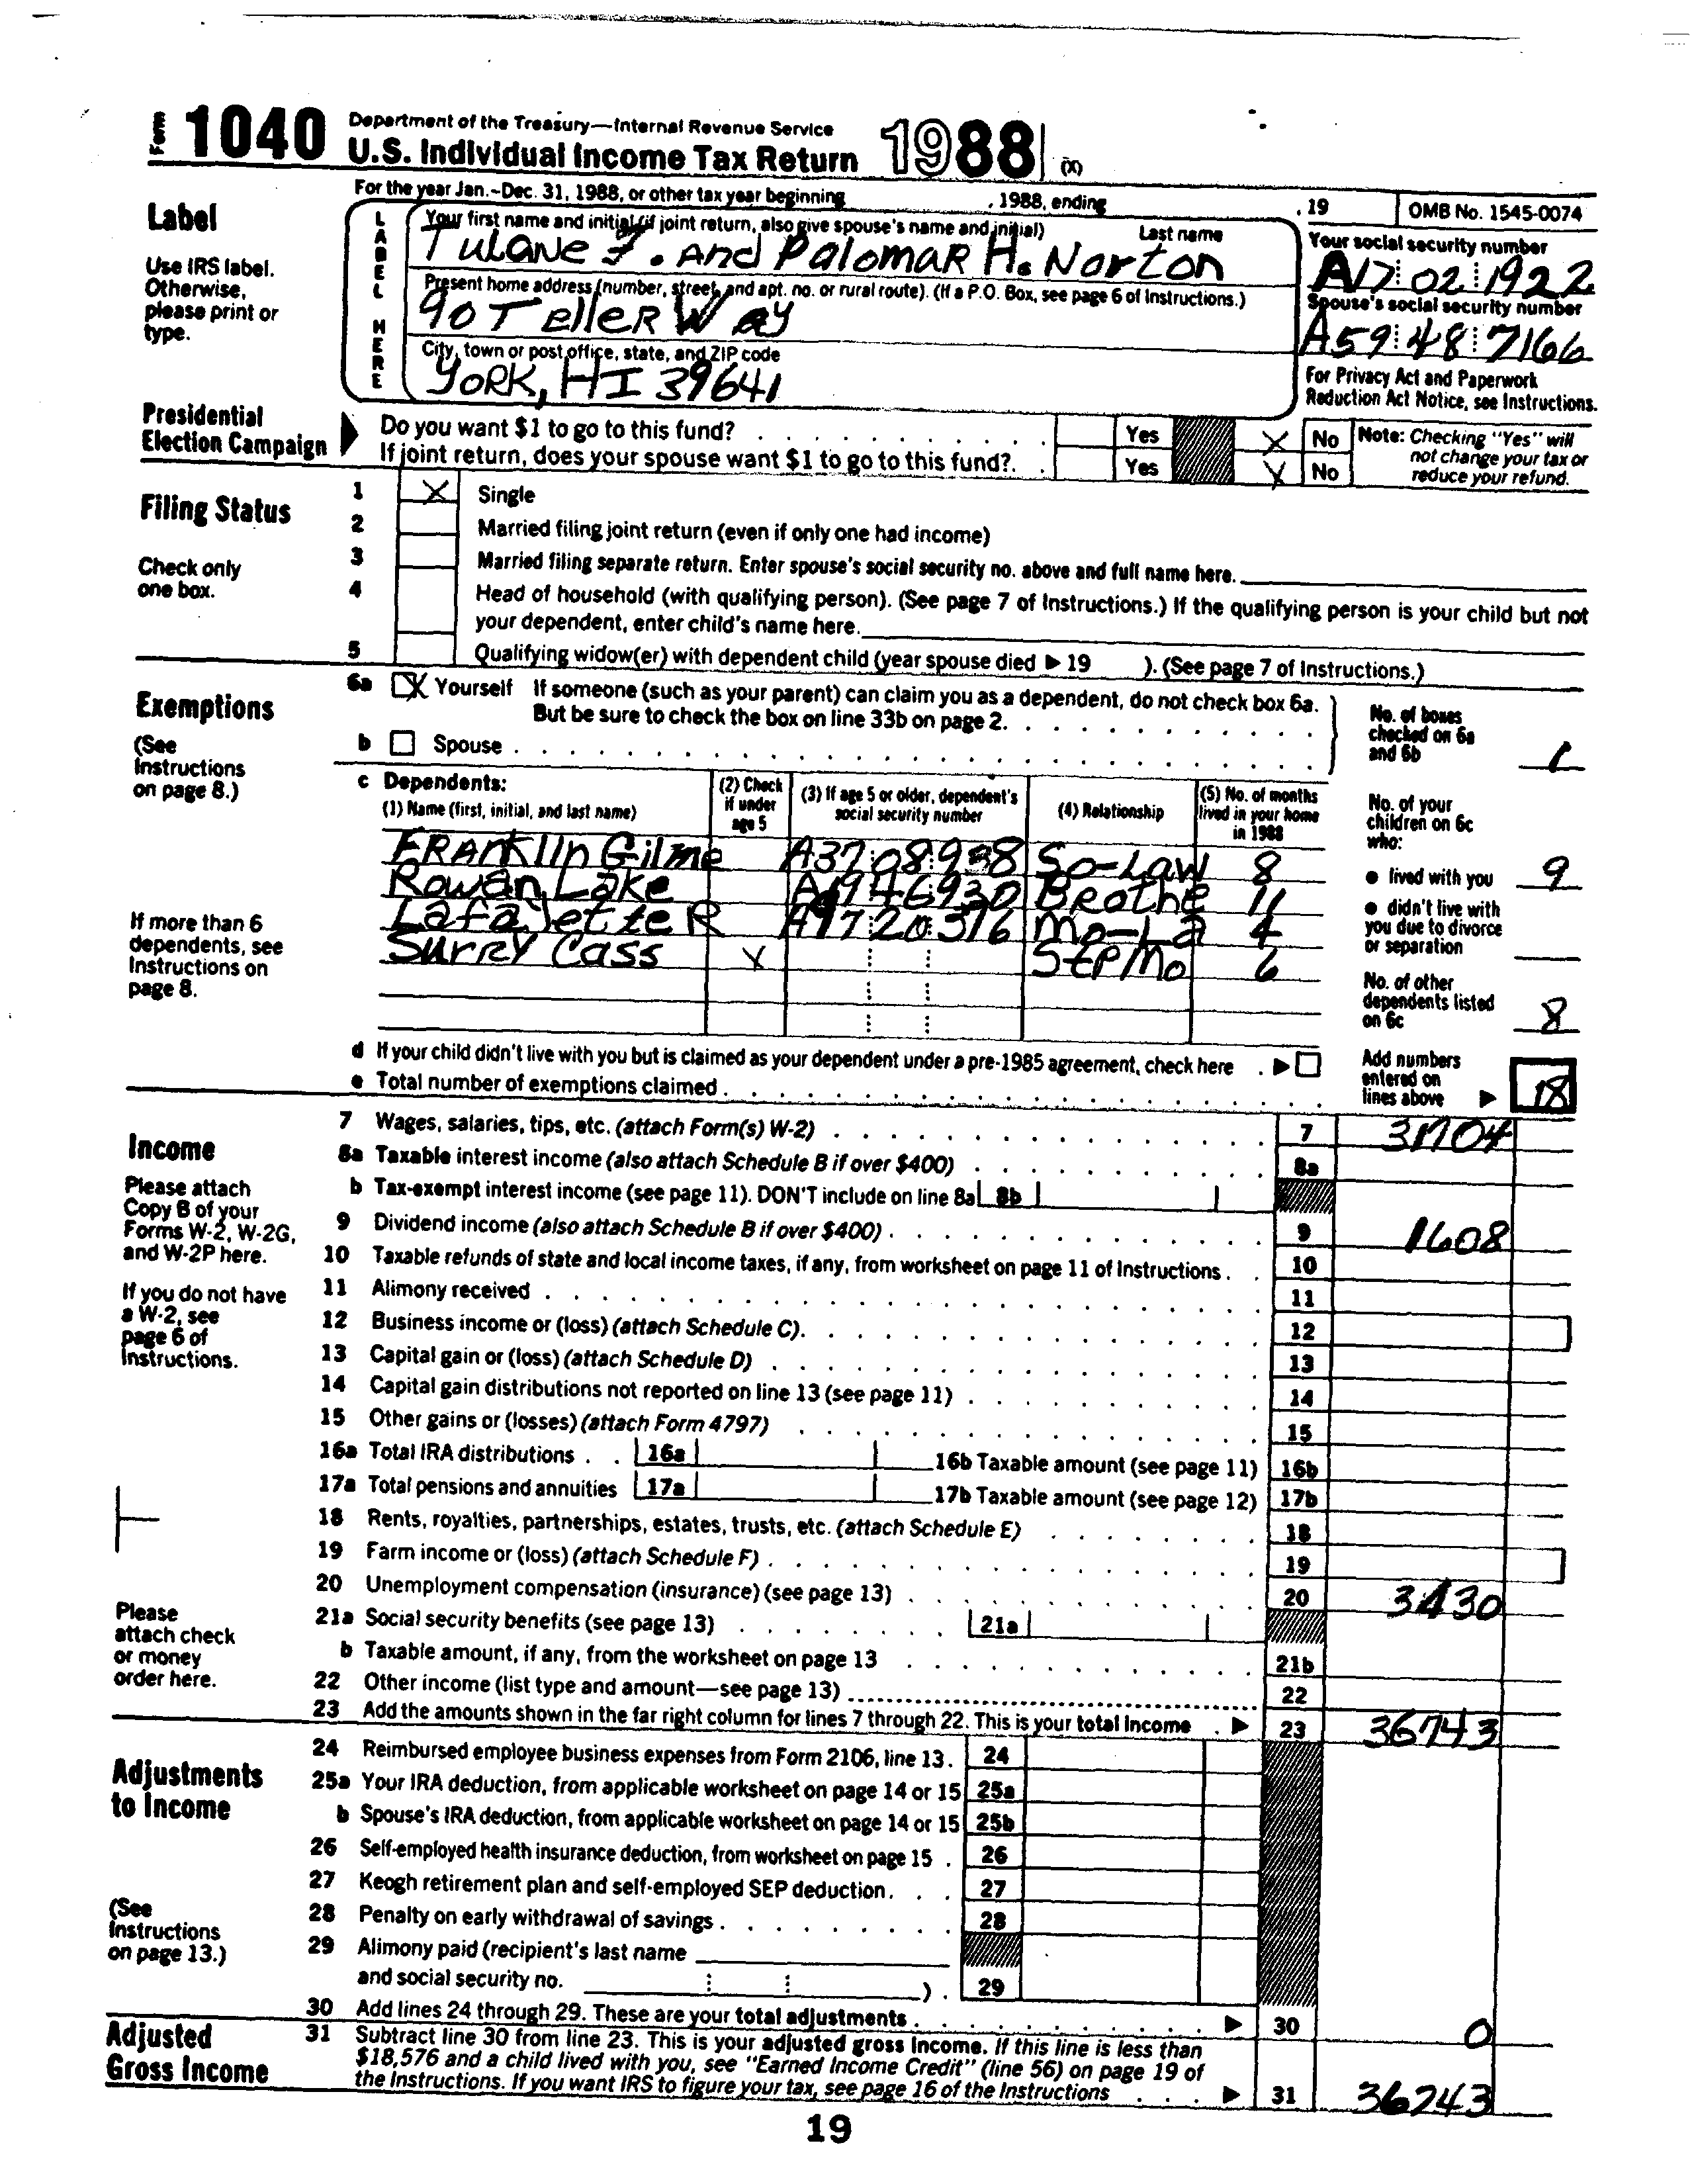 Form 1040 Department of the Treasury—Internal Revenue Service
U.S. Individual Income Tax Return 1988 (X)
For the year Jan.-Dec. 31, 1988, or other tax year beginning , 1988, ending , 19 OMB No. 1545-0074
Label
Use IRS label.
Otherwise,
please print or
type.
LABEL HERE
Your first name and initial (if joint return, also give spouse's name and initial) Last name
Tulane J. And Palomar H. Norton
Present home address (number, street, and apt. no. or rural route). (If a P.O. Box, see page 6 of Instructions.)
90 Teller Way
City, town or post office, state, and ZIP code
York, HI 39641
Your social security number
A17 02 1922
Spouse's social security number
A59 48 7166
For Privacy Act and Paperwork
Reduction Act Notice, see Instructions.
Presidential
Election Campaign
Do you want $1 to go to this fund? Yes X No
If joint return, does your spouse want $1 to go to this fund?. Yes X No
Note: Checking "Yes" will
not change your tax or
reduce your refund.
Filing Status
Check only
one box.
1 X Single
2 Married filing joint return (even if only one had income)
3 Married filing separate return. Enter spouse's social security no. above and full name here.
4 Head of household (with qualifying person). (See page 7 of Instructions.) If the qualifying person is your child but not
your dependent, enter child's name here.
5 Qualifying widow(er) with dependent child (year spouse died ▶ 19 ). (See page 7 of Instructions.)
Exemptions
(See
Instructions
on page 8.)
If more than 6
dependents, see
Instructions on
page 8.
6a X Yourself If someone (such as your parent) can claim you as a dependent, do not check box 6a.
But be sure to check the box on line 33b on page 2.
b Spouse
No. of boxes
checked on 6a
and 6b 1
c Dependents:
(1) Name (first, initial, and last name)
(2) Check
if under
age 5
(3) If age 5 or older, dependent's
social security number
(4) Relationship
(5) No. of months
lived in your home
in 1988
Franklin Gilme A37 08 938 So-Law 8
Rowan Lake A19 46 930 Brothe 11
Lafayette R A97 20 316 Mo-La 4
Surry Cass X StpMo 6
No. of your
children on 6c
who:
● lived with you 9
● didn't live with
you due to divorce
or separation
No. of other
dependents listed
on 6c 8
d If your child didn't live with you but is claimed as your dependent under a pre-1985 agreement, check here . ▶
e Total number of exemptions claimed
Add numbers
entered on
lines above ▶ 18
Income
Please attach
Copy B of your
Forms W-2, W-2G,
and W-2P here.
If you do not have
a W-2, see
page 6 of
Instructions.
Please
attach check
or money
order here.
7 Wages, salaries, tips, etc. (attach Form(s) W-2) 7 31704
8a Taxable interest income (also attach Schedule B if over $400) 8a
b Tax-exempt interest income (see page 11). DON'T include on line 8a 8b
9 Dividend income (also attach Schedule B if over $400) 9 1608
10 Taxable refunds of state and local income taxes, if any, from worksheet on page 11 of Instructions. 10
11 Alimony received 11
12 Business income or (loss) (attach Schedule C). 12
13 Capital gain or (loss) (attach Schedule D) 13
14 Capital gain distributions not reported on line 13 (see page 11) 14
15 Other gains or (losses) (attach Form 4797) 15
16a Total IRA distributions 16a 16b Taxable amount (see page 11) 16b
17a Total pensions and annuities 17a 17b Taxable amount (see page 12) 17b
18 Rents, royalties, partnerships, estates, trusts, etc. (attach Schedule E) 18
19 Farm income or (loss) (attach Schedule F) 19
20 Unemployment compensation (insurance) (see page 13) 20 3430
21a Social security benefits (see page 13) 21a
b Taxable amount, if any, from the worksheet on page 13 21b
22 Other income (list type and amount—see page 13) 22
23 Add the amounts shown in the far right column for lines 7 through 22. This is your total income ▶ 23 36743
Adjustments
to Income
(See
Instructions
on page 13.)
24 Reimbursed employee business expenses from Form 2106, line 13. 24
25a Your IRA deduction, from applicable worksheet on page 14 or 15 25a
b Spouse's IRA deduction, from applicable worksheet on page 14 or 15 25b
26 Self-employed health insurance deduction, from worksheet on page 15 . 26
27 Keogh retirement plan and self-employed SEP deduction. 27
28 Penalty on early withdrawal of savings 28
29 Alimony paid (recipient's last name
and social security no. ). 29
30 Add lines 24 through 29. These are your total adjustments ▶ 30 0
Adjusted
Gross Income
31 Subtract line 30 from line 23. This is your adjusted gross income. If this line is less than
$18,576 and a child lived with you, see "Earned Income Credit" (line 56) on page 19 of
the Instructions. If you want IRS to figure your tax, see page 16 of the Instructions ▶ 31 36743
19